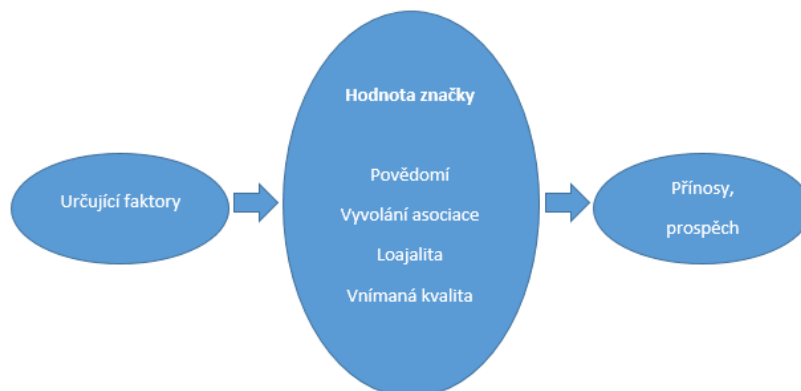 Určující faktory
Hodnota značky
Povědomí
Vyvolání asociace
Loajalita
Vnímaná kvalita
Přínosy,
prospěch